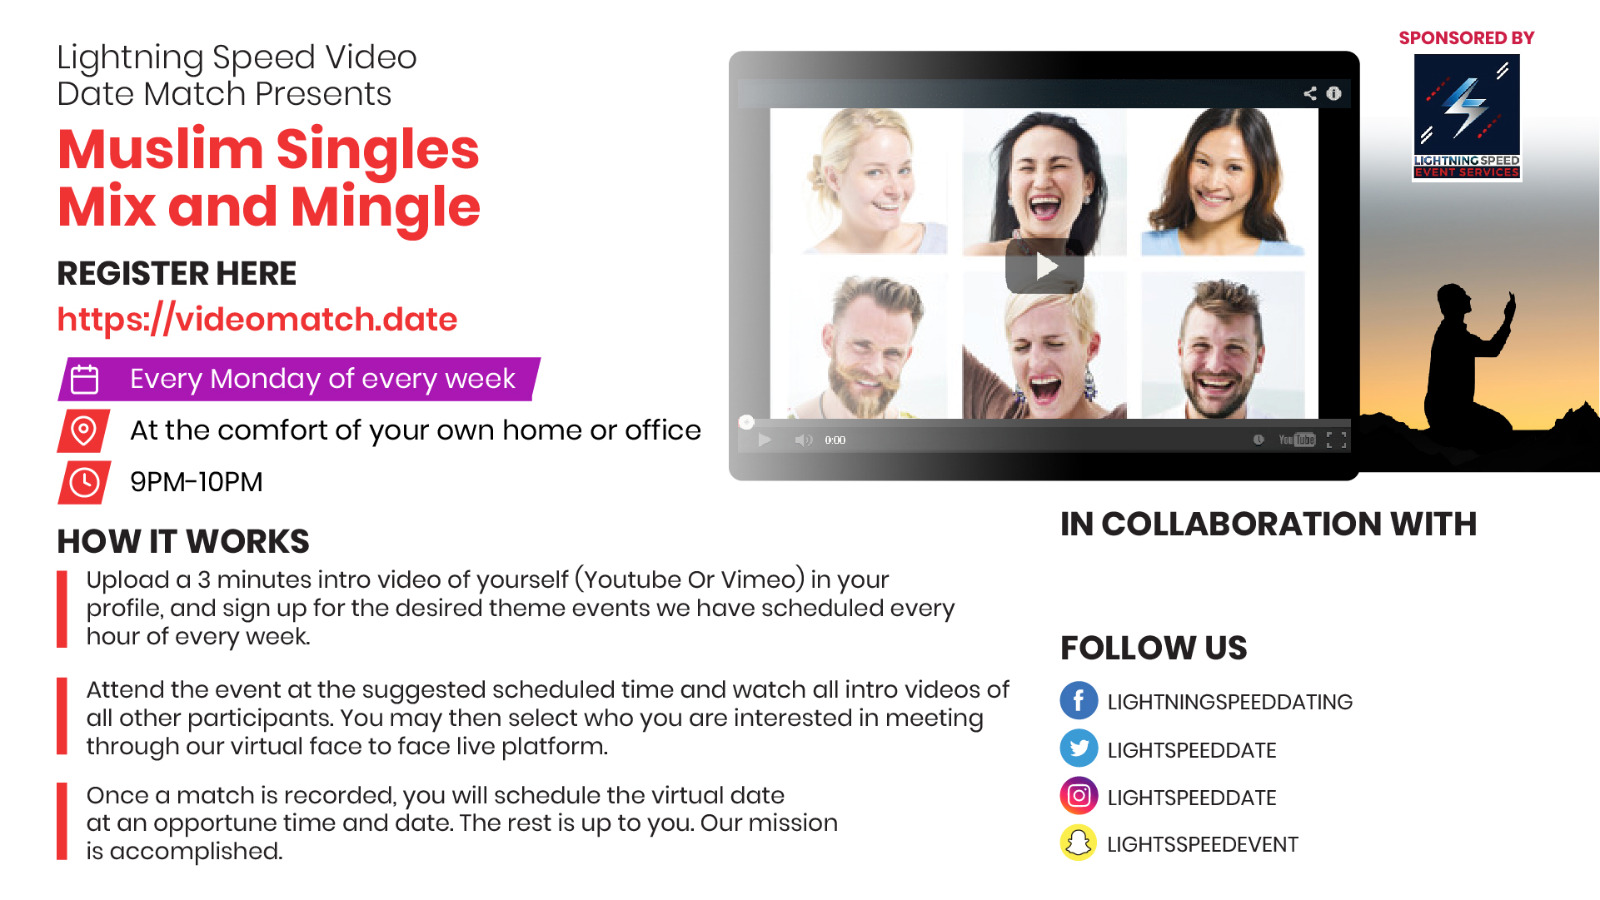 Lightning Speed Video
Date Match Presents
Muslim Singles
Mix and Mingle
REGISTER HERE
https://videomatch.date
Every Monday of every week
At the comfort of your own home or office
9PM-10PM
HOW IT WORKS
Upload a 3 minutes intro video of yourself (Youtube Or Vimeo) in your
profile, and sign up for the desired theme events we have scheduled every
hour of every week.
Attend the event at the suggested scheduled time and watch all intro videos of
all other participants. You may then select who you are interested in meeting
through our virtual face to face live platform.
Once a match is recorded, you will schedule the virtual date
at an opportune time and date. The rest is up to you. Our mission
is accomplished.
0:00
YouTube
SPONSORED BY
LIGHTNING SPEED
EVENT SERVICES
IN COLLABORATION WITH
FOLLOW US
LIGHTNINGSPEEDDATING
LIGHTSPEEDDATE
LIGHTSPEEDDATE
LIGHTSSPEEDEVENT